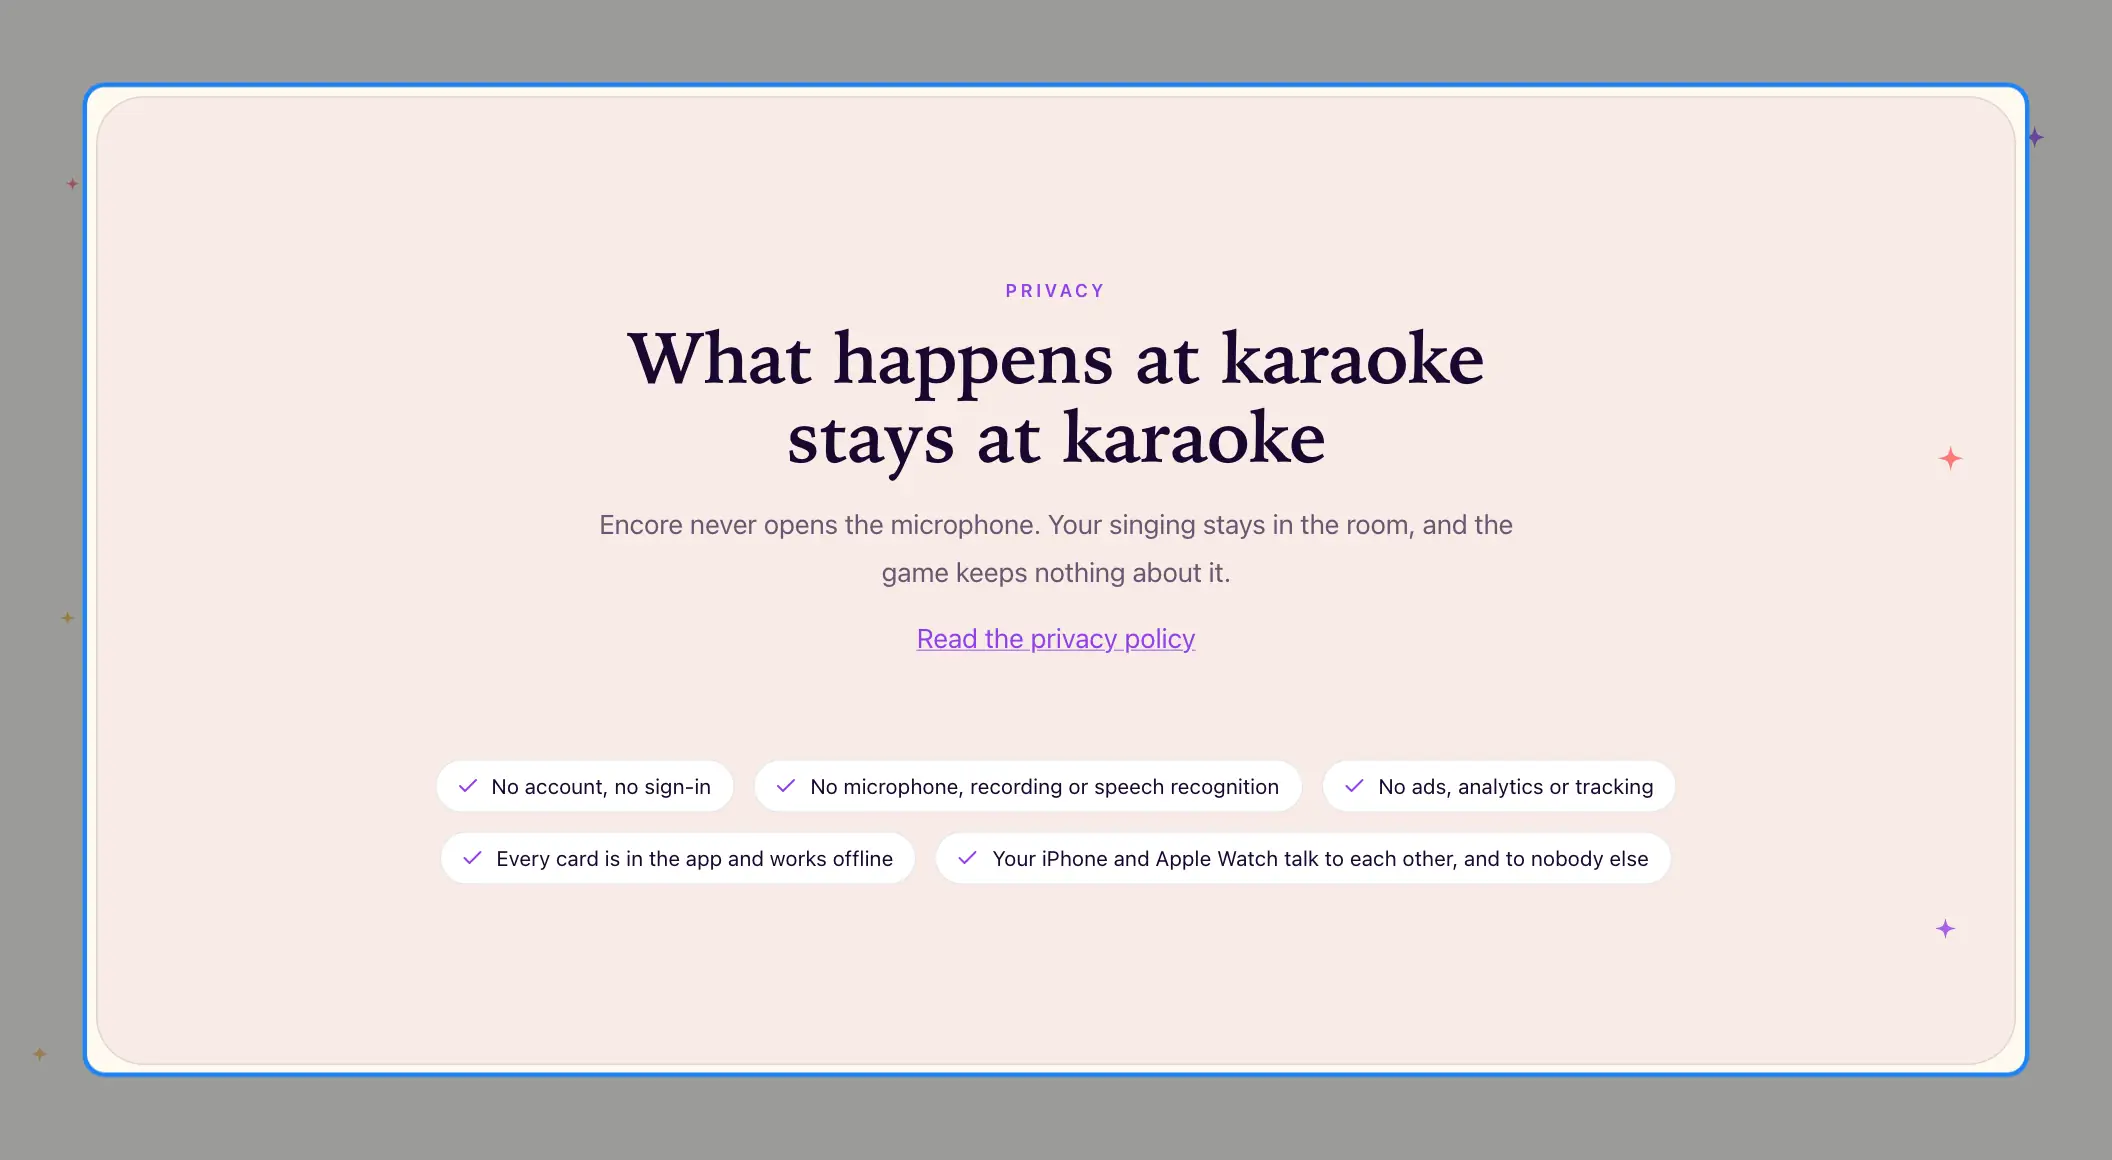 PRIVACY
What happens at karaoke
stays at karaoke
Encore never opens the microphone. Your singing stays in the room, and the
game keeps nothing about it.
Read the privacy policy
No account, no sign-in
No microphone, recording or speech recognition
No ads, analytics or tracking
Every card is in the app and works offline
Your iPhone and Apple Watch talk to each other, and to nobody else